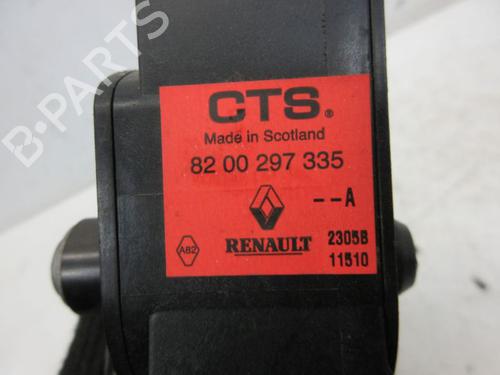 B-PARTS
CTS®
Made in Scotland
82 00 297 335
--A
A82
RENAULT
2305B
11510